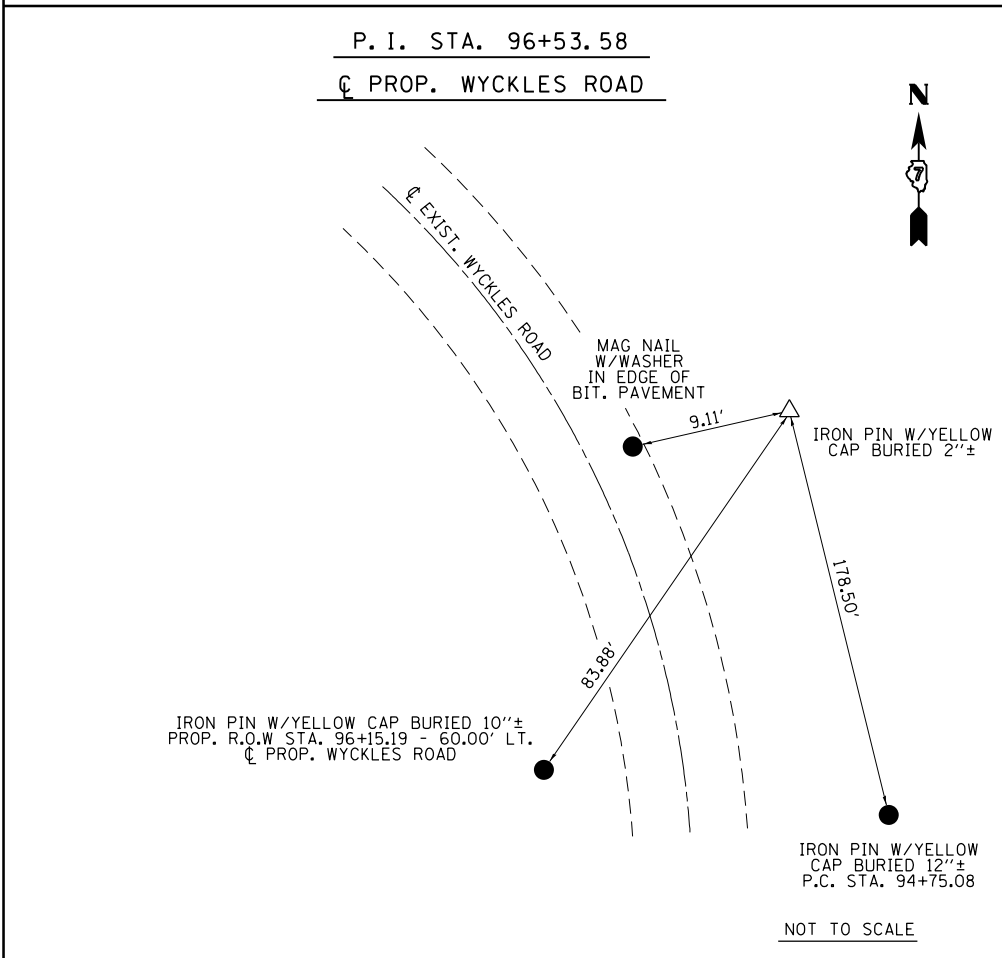 P.I. STA. 96+53.58
℄ PROP. WYCKLES ROAD
N
7
℄ EXIST. WYCKLES ROAD
MAG NAIL
W/WASHER
IN EDGE OF
BIT. PAVEMENT
9.11'
IRON PIN W/YELLOW
CAP BURIED 2"±
178.50'
83.88'
IRON PIN W/YELLOW CAP BURIED 10"±
PROP. R.O.W STA. 96+15.19 - 60.00' LT.
℄ PROP. WYCKLES ROAD
IRON PIN W/YELLOW
CAP BURIED 12"±
P.C. STA. 94+75.08
NOT TO SCALE